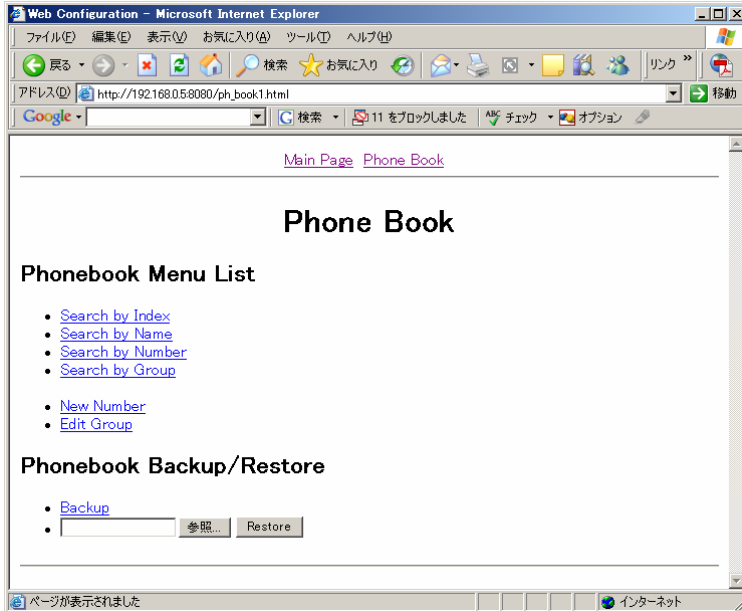 Web Configuration - Microsoft Internet Explorer
ファイル(F) 編集(E) 表示(V) お気に入り(A) ツール(T) ヘルプ(H)
戻る 検索 お気に入り リンク »
アドレス(D) http://192.168.0.5:8080/ph_book1.html 移動
Google 検索 11 をブロックしました ABC チェック オプション
Main Page Phone Book
Phone Book
Phonebook Menu List
Search by Index
Search by Name
Search by Number
Search by Group
New Number
Edit Group
Phonebook Backup/Restore
Backup
参照... Restore
ページが表示されました インターネット